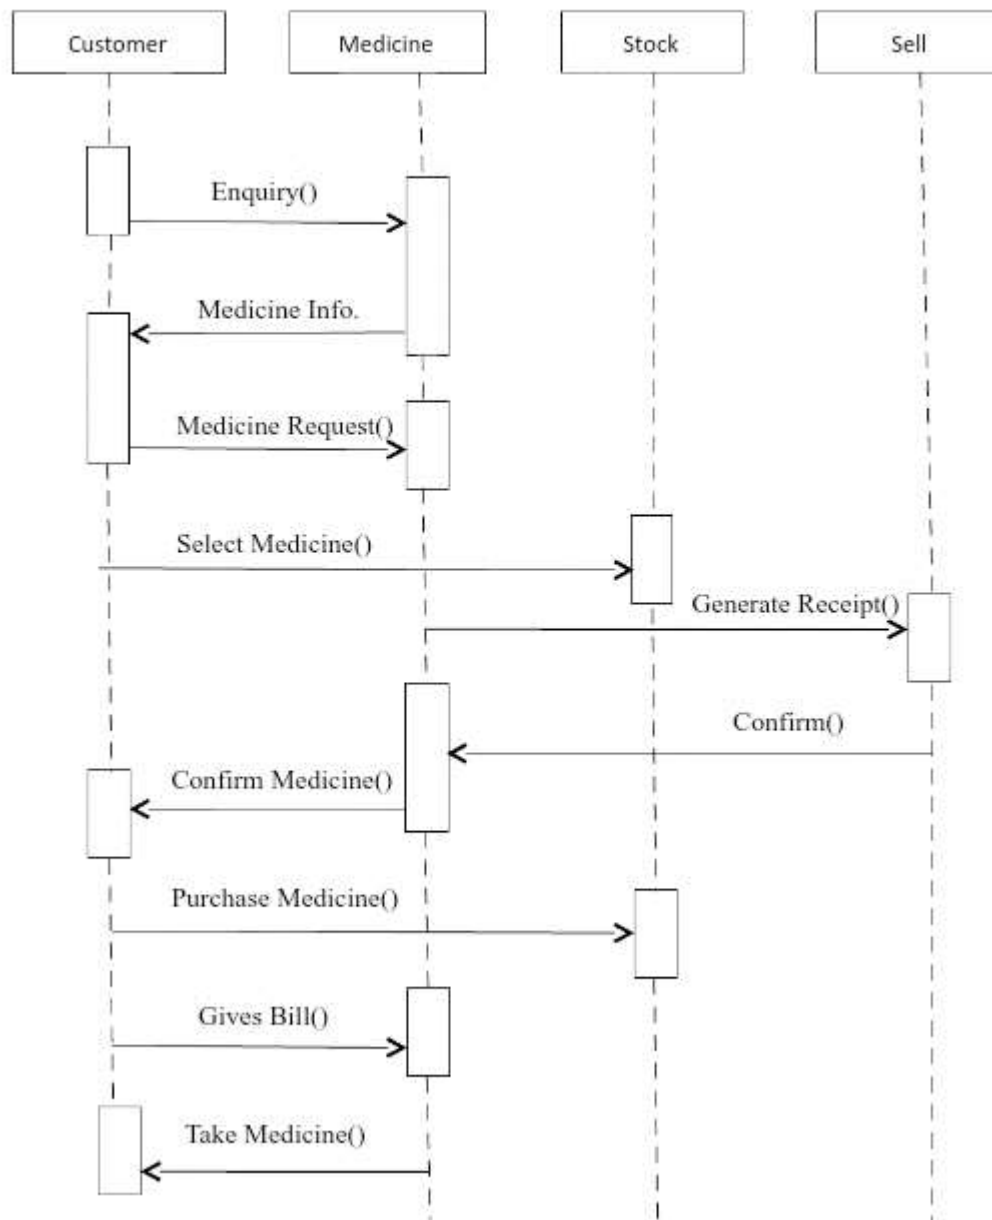 Customer
Medicine
Stock
Sell
Enquiry()
Medicine Info.
Medicine Request()
Select Medicine()
Generate Receipt()
Confirm()
Confirm Medicine()
Purchase Medicine()
Gives Bill()
Take Medicine()